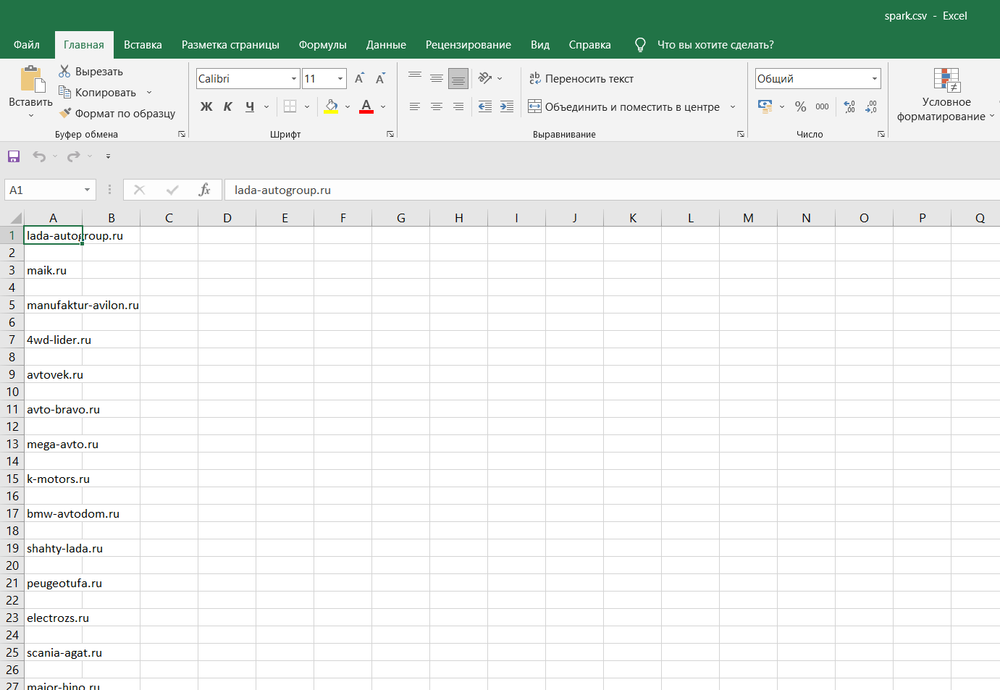 spark.csv - Excel
Файл Главная Вставка Разметка страницы Формулы Данные Рецензирование Вид Справка Что вы хотите сделать?
Вставить
Вырезать
Копировать
Формат по образцу
Буфер обмена
Calibri 11 A A
Ж К Ч A
Шрифт
ab Переносить текст
Объединить и поместить в центре
Выравнивание
Общий
% 000 ,00 ,00
Число
Условное
форматирование
A1 fx lada-autogroup.ru
A B C D E F G H I J K L M N O P Q
1 lada-autogroup.ru
2
3 maik.ru
4
5 manufaktur-avilon.ru
6
7 4wd-lider.ru
8
9 avtovek.ru
10
11 avto-bravo.ru
12
13 mega-avto.ru
14
15 k-motors.ru
16
17 bmw-avtodom.ru
18
19 shahty-lada.ru
20
21 peugeotufa.ru
22
23 electrozs.ru
24
25 scania-agat.ru
26
27 major-hino.ru